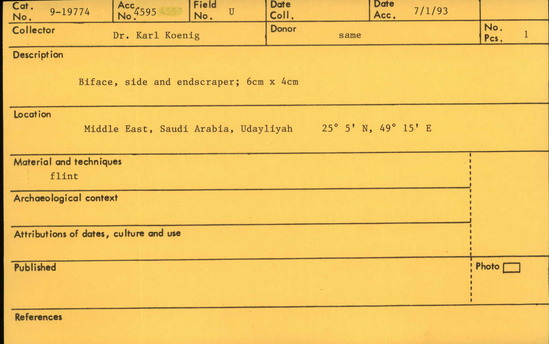 Cat. No. 9-19774 Acc. No. 4595 Field No. U Date Coll. Date Acc. 7/1/93
Collector Dr. Karl Koenig Donor same No. Pcs. 1
Description
Biface, side and endscraper; 6cm x 4cm
Location
Middle East, Saudi Arabia, Udayliyah 25° 5' N, 49° 15' E
Material and techniques
flint
Archaeological context
Attributions of dates, culture and use
Published Photo
References